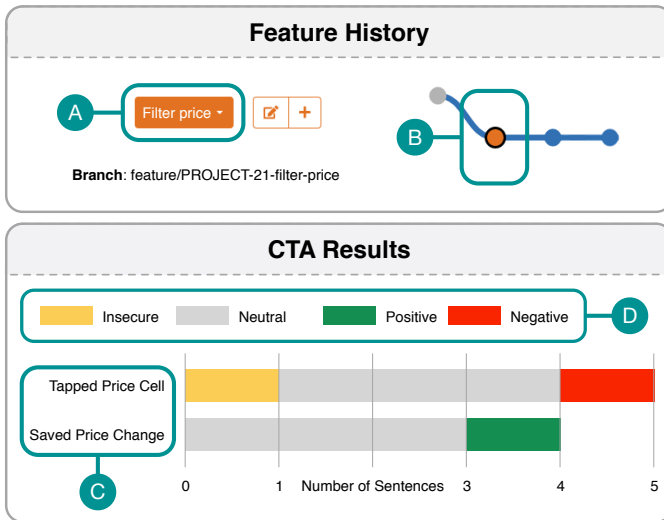 Feature History
A
Filter price
B
Branch: feature/PROJECT-21-filter-price
CTA Results
Insecure Neutral Positive Negative
D
Tapped Price Cell
Saved Price Change
C
0 1 Number of Sentences 3 4 5